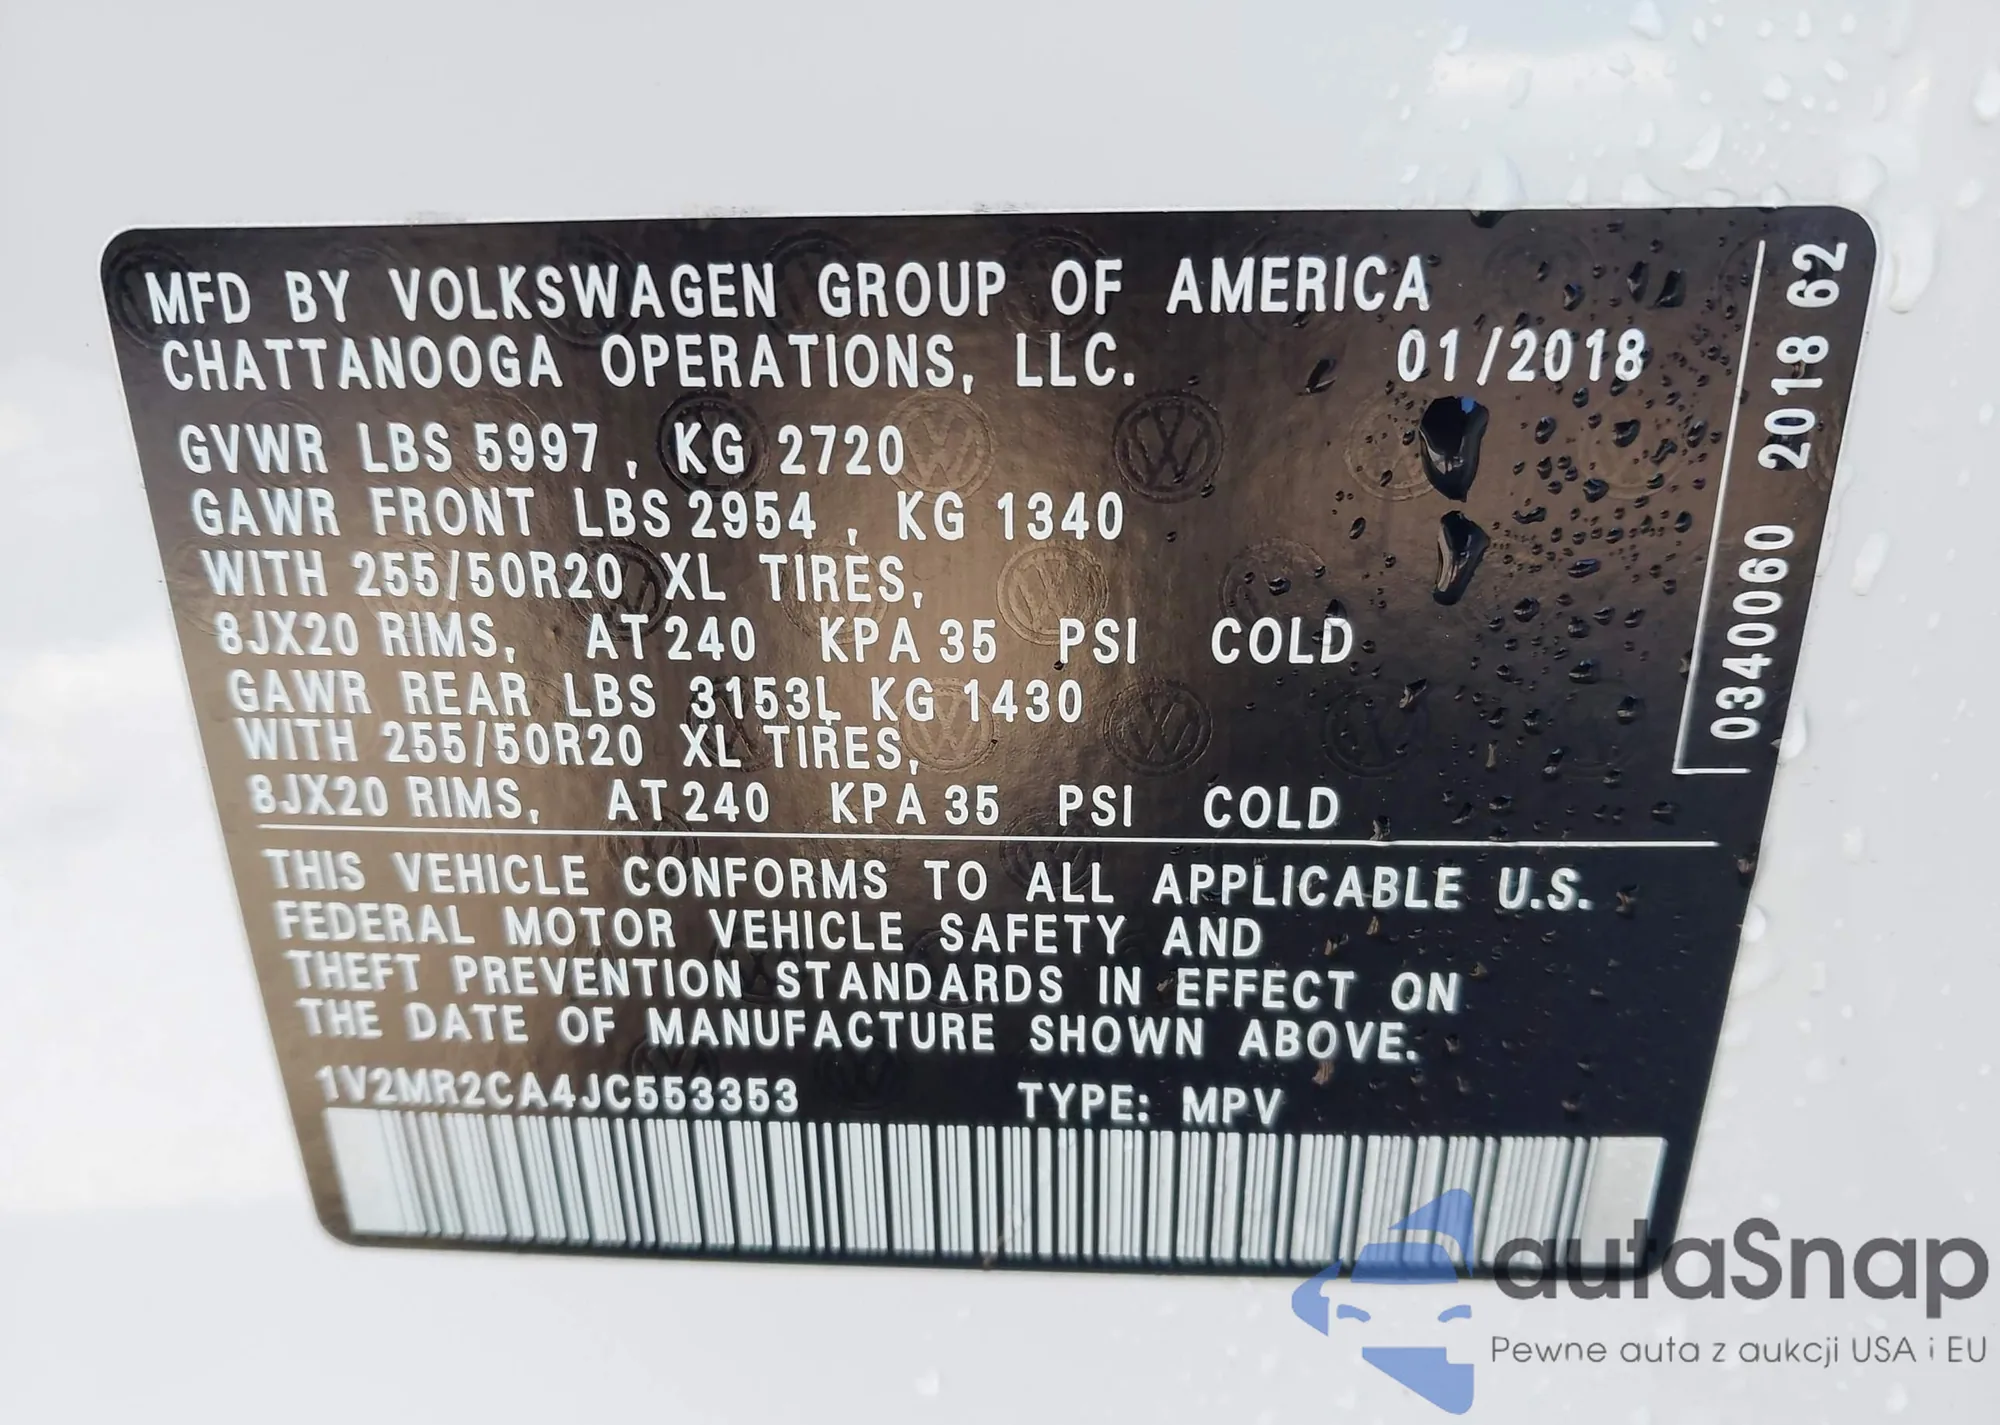 MFD BY VOLKSWAGEN GROUP OF AMERICA
CHATTANOOGA OPERATIONS, LLC. 01/2018
GVWR LBS 5997 , KG 2720
GAWR FRONT LBS 2954 , KG 1340
WITH 255/50R20 XL TIRES,
8JX20 RIMS, AT 240 KPA 35 PSI COLD
GAWR REAR LBS 3153L KG 1430
WITH 255/50R20 XL TIRES,
8JX20 RIMS, AT 240 KPA 35 PSI COLD
THIS VEHICLE CONFORMS TO ALL APPLICABLE U.S.
FEDERAL MOTOR VEHICLE SAFETY AND
THEFT PREVENTION STANDARDS IN EFFECT ON
THE DATE OF MANUFACTURE SHOWN ABOVE.
1V2MR2CA4JC553353 TYPE: MPV
0340060 2018 62
autaSnap
Pewne auta z aukcji USA i EU